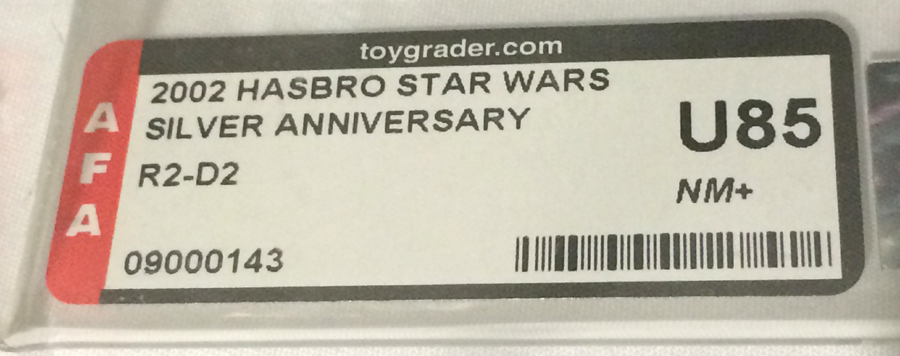 toygrader.com
AFA
2002 HASBRO STAR WARS
SILVER ANNIVERSARY
R2-D2
U85
NM+
09000143